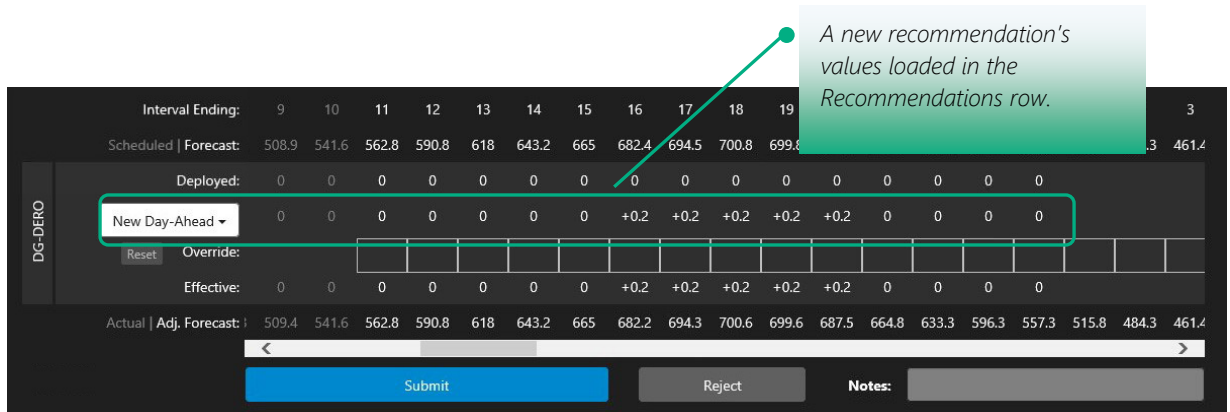 A new recommendation's
values loaded in the
Recommendations row.
Interval Ending: 9 10 11 12 13 14 15 16 17 18 19 3
Scheduled | Forecast: 508.9 541.6 562.8 590.8 618 643.2 665 682.4 694.5 700.8 699.8 .3 461.4
DG-DERO
Deployed: 0 0 0 0 0 0 0 0 0 0 0 0 0 0 0 0
New Day-Ahead 0 0 0 0 0 0 0 +0.2 +0.2 +0.2 +0.2 +0.2 0 0 0 0
Reset Override:
Effective: 0 0 0 0 0 0 0 +0.2 +0.2 +0.2 +0.2 +0.2 0 0 0 0
Actual | Adj. Forecast: 509.4 541.6 562.8 590.8 618 643.2 665 682.2 694.3 700.6 699.6 687.5 664.8 633.3 596.3 557.3 515.8 484.3 461.4
Submit Reject Notes: